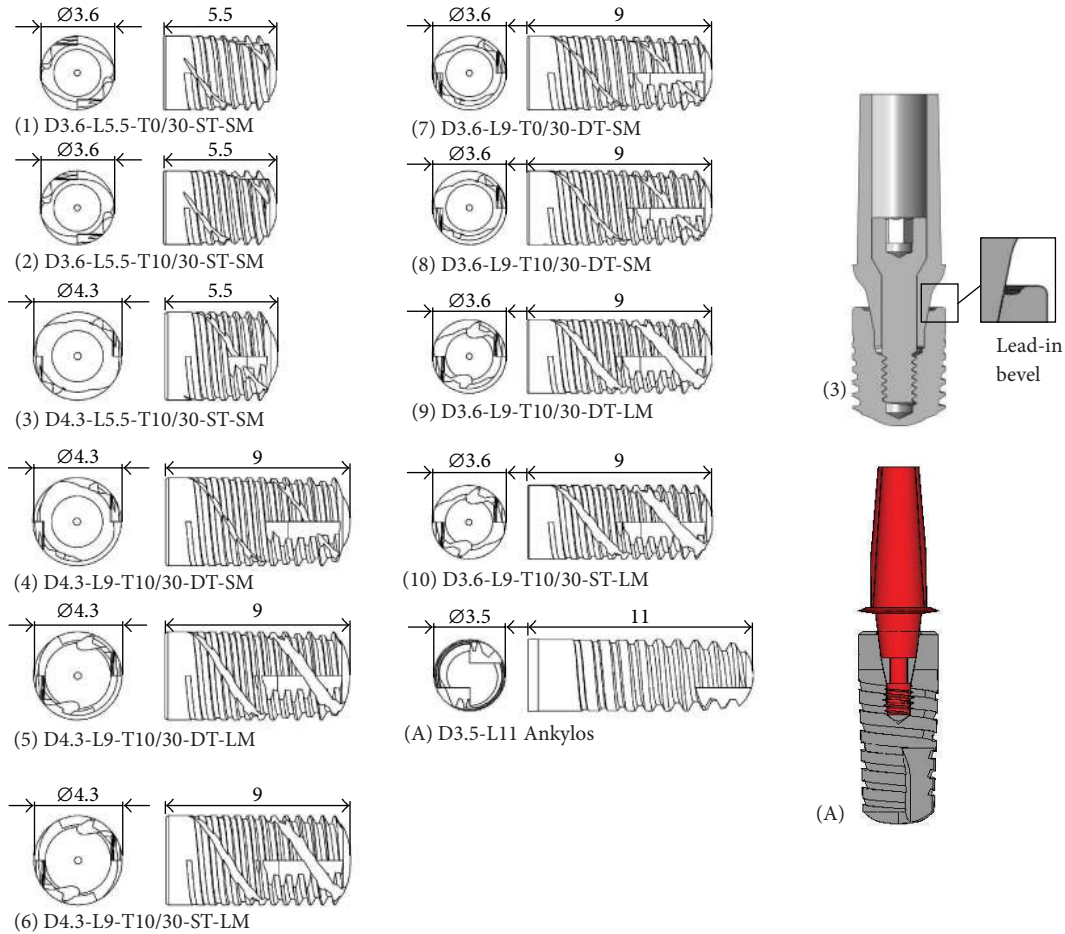 Ø3.6 5.5
(1) D3.6-L5.5-T0/30-ST-SM
Ø3.6 5.5
(2) D3.6-L5.5-T10/30-ST-SM
Ø4.3 5.5
(3) D4.3-L5.5-T10/30-ST-SM
Ø4.3 9
(4) D4.3-L9-T10/30-DT-SM
Ø4.3 9
(5) D4.3-L9-T10/30-DT-LM
Ø4.3 9
(6) D4.3-L9-T10/30-ST-LM
Ø3.6 9
(7) D3.6-L9-T0/30-DT-SM
Ø3.6 9
(8) D3.6-L9-T10/30-DT-SM
Ø3.6 9
(9) D3.6-L9-T10/30-DT-LM
Ø3.6 9
(10) D3.6-L9-T10/30-ST-LM
Ø3.5 11
(A) D3.5-L11 Ankylos
Lead-in
bevel
(3)
(A)